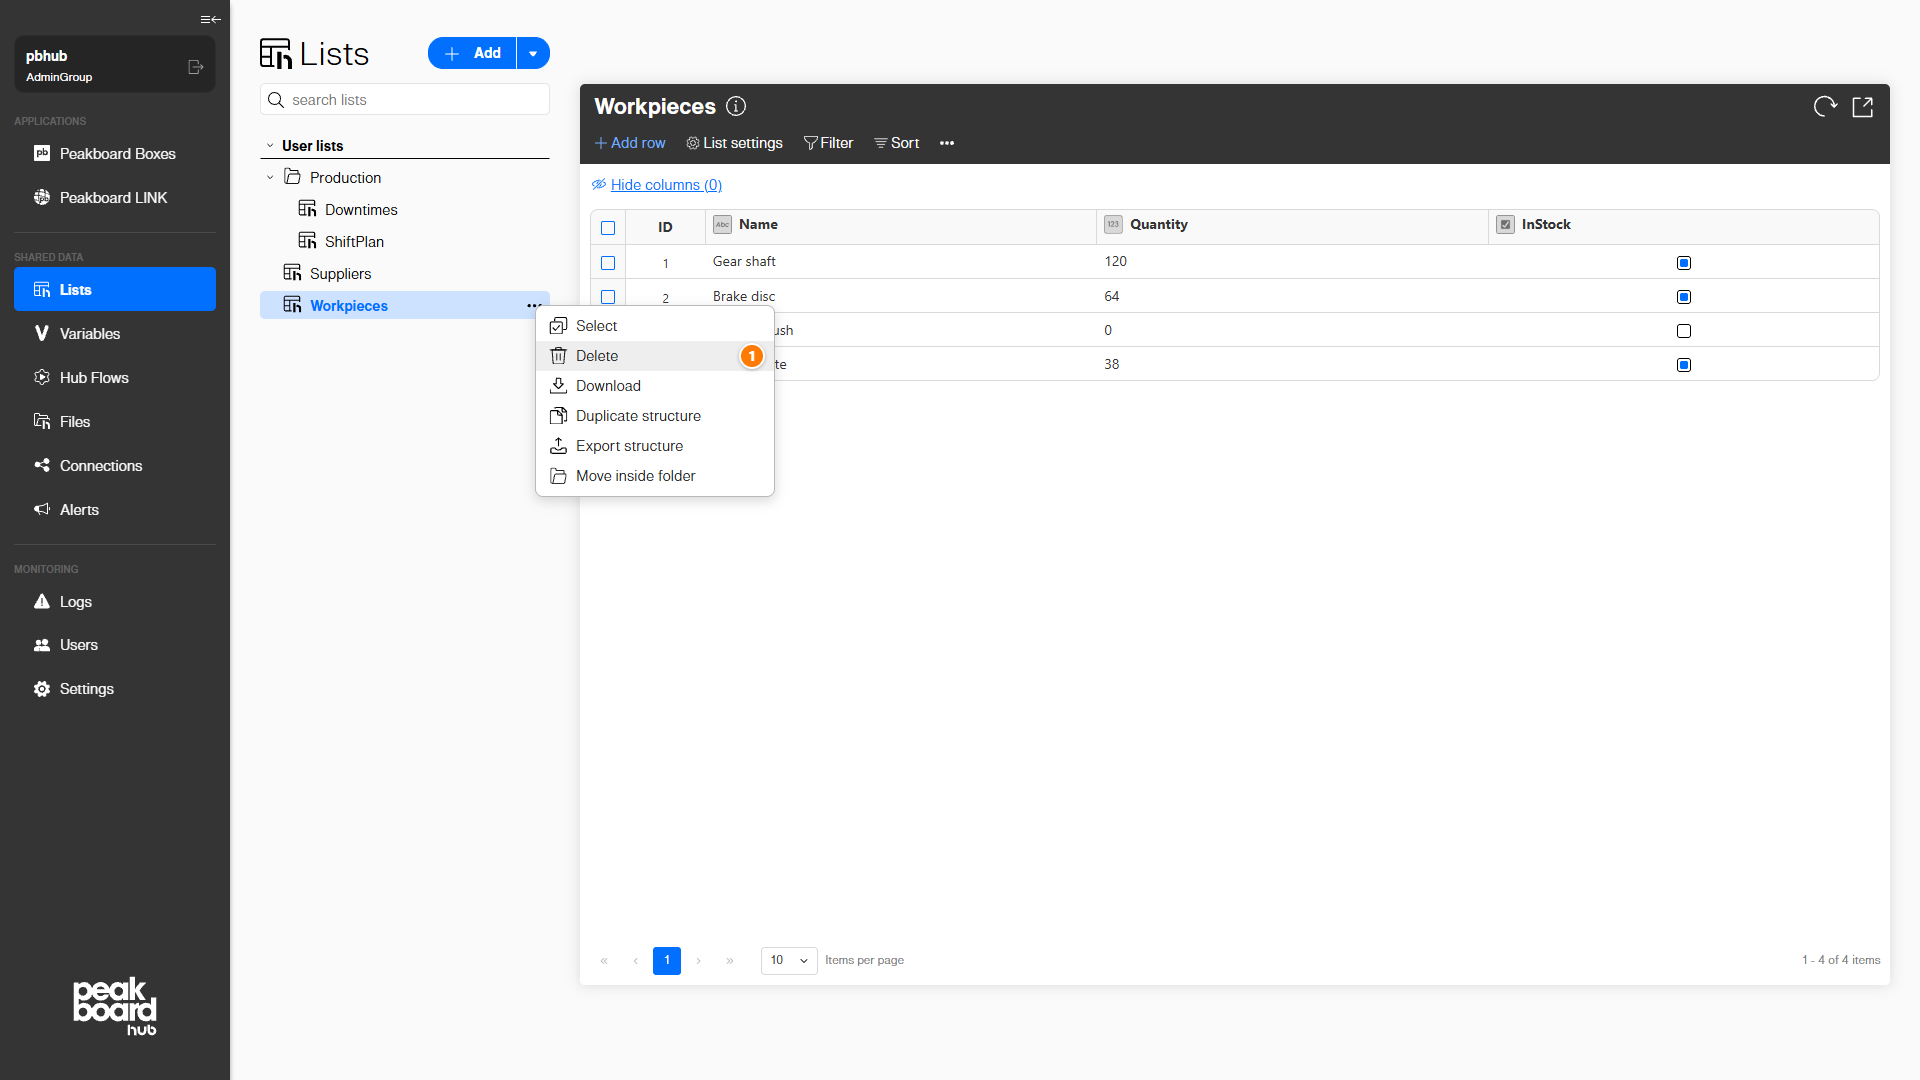 pbhub
AdminGroup
APPLICATIONS
pb Peakboard Boxes
Peakboard LINK
SHARED DATA
Lists
Variables
Hub Flows
Files
Connections
Alerts
MONITORING
Logs
Users
Settings
peak
board
hub
Lists
Add
search lists
User lists
Production
Downtimes
ShiftPlan
Suppliers
Workpieces
Select
Delete 1
Download
Duplicate structure
Export structure
Move inside folder
Workpieces
Add row List settings Filter Sort
Hide columns (0)
ID Abc Name 123 Quantity InStock
1 Gear shaft 120
2 Brake disc 64
ush 0
te 38
« ‹ 1 › » 10 Items per page 1 - 4 of 4 items